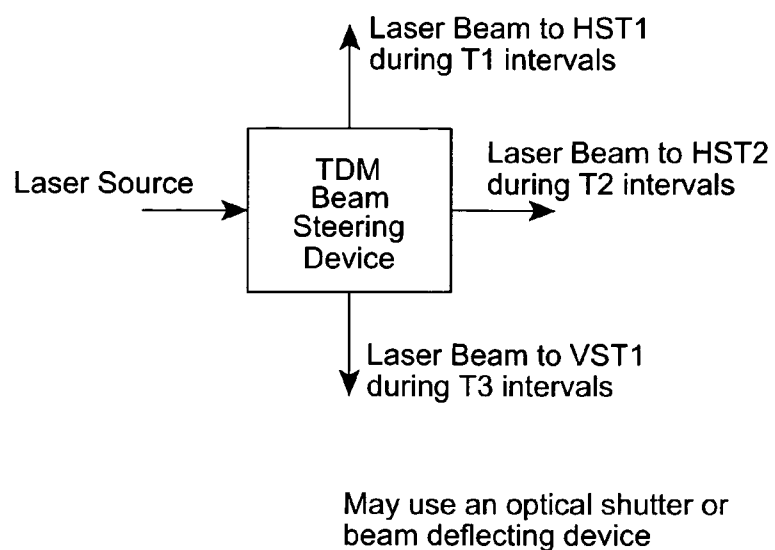 Laser Beam to HST1
during T1 intervals
Laser Source
TDM
Beam
Steering
Device
Laser Beam to HST2
during T2 intervals
Laser Beam to VST1
during T3 intervals
May use an optical shutter or
beam deflecting device